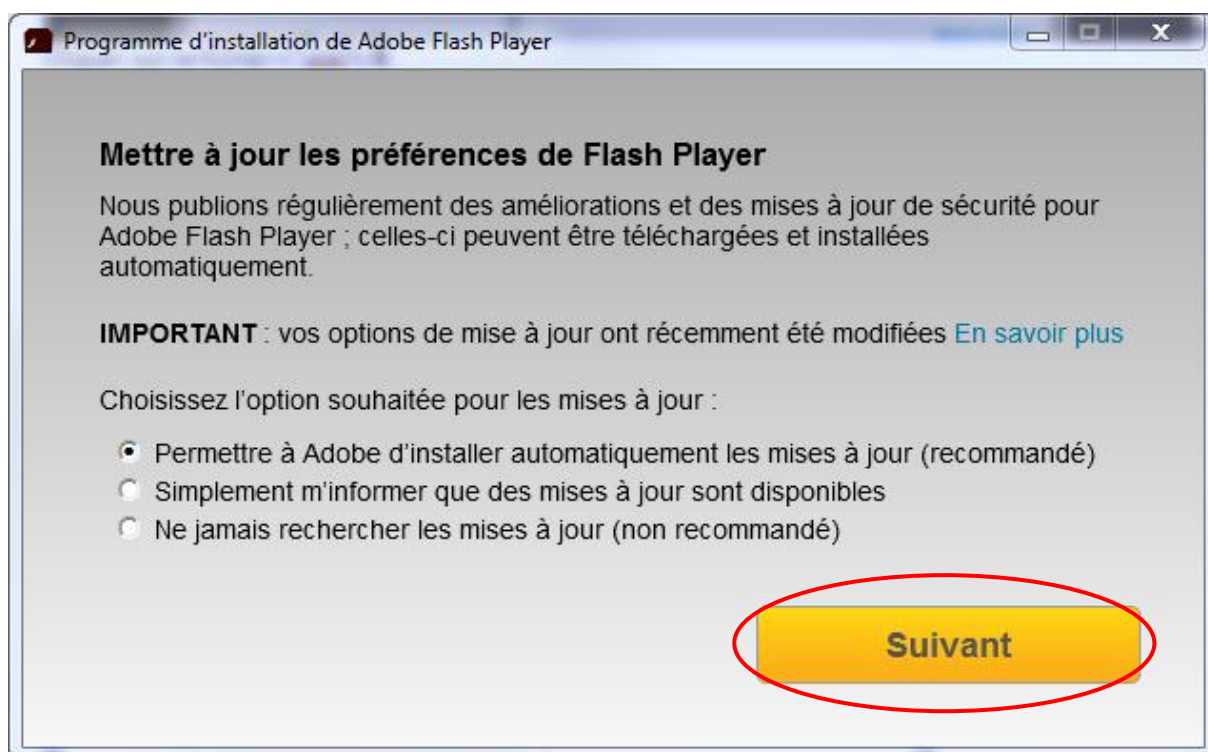 Programme d'installation de Adobe Flash Player
Mettre à jour les préférences de Flash Player
Nous publions régulièrement des améliorations et des mises à jour de sécurité pour
Adobe Flash Player ; celles-ci peuvent être téléchargées et installées
automatiquement.
IMPORTANT : vos options de mise à jour ont récemment été modifiées En savoir plus
Choisissez l’option souhaitée pour les mises à jour :
Permettre à Adobe d’installer automatiquement les mises à jour (recommandé)
Simplement m’informer que des mises à jour sont disponibles
Ne jamais rechercher les mises à jour (non recommandé)
Suivant